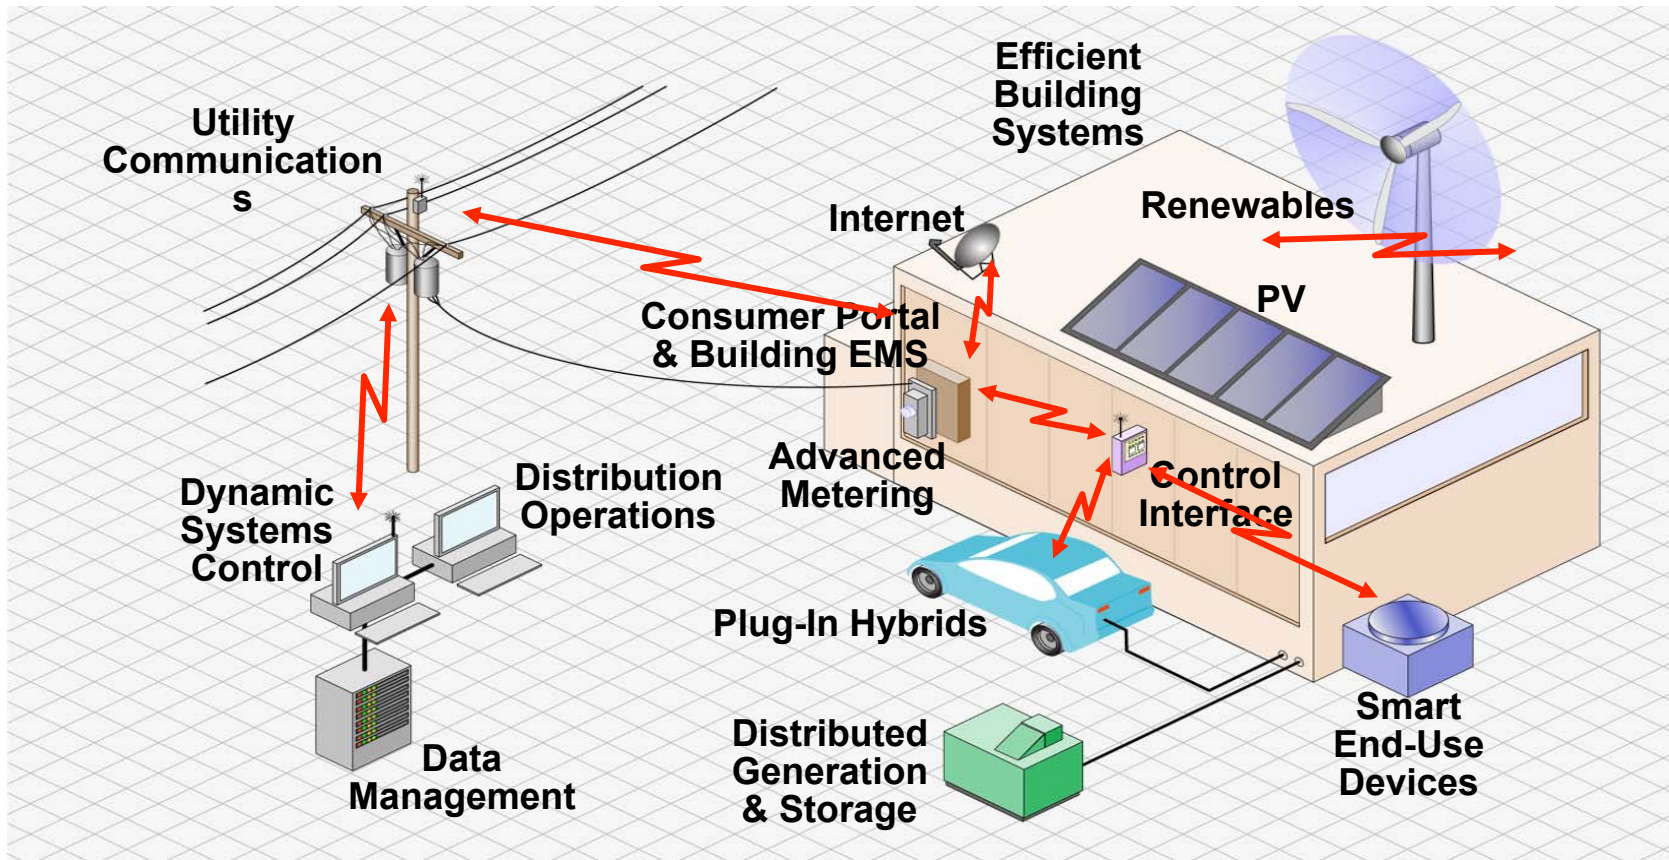 Efficient
Building
Systems
Utility
Communication
s
Internet
Renewables
PV
Consumer Portal
& Building EMS
Advanced
Metering
Control
Interface
Distribution
Operations
Dynamic
Systems
Control
Plug-In Hybrids
Smart
End-Use
Devices
Distributed
Generation
& Storage
Data
Management